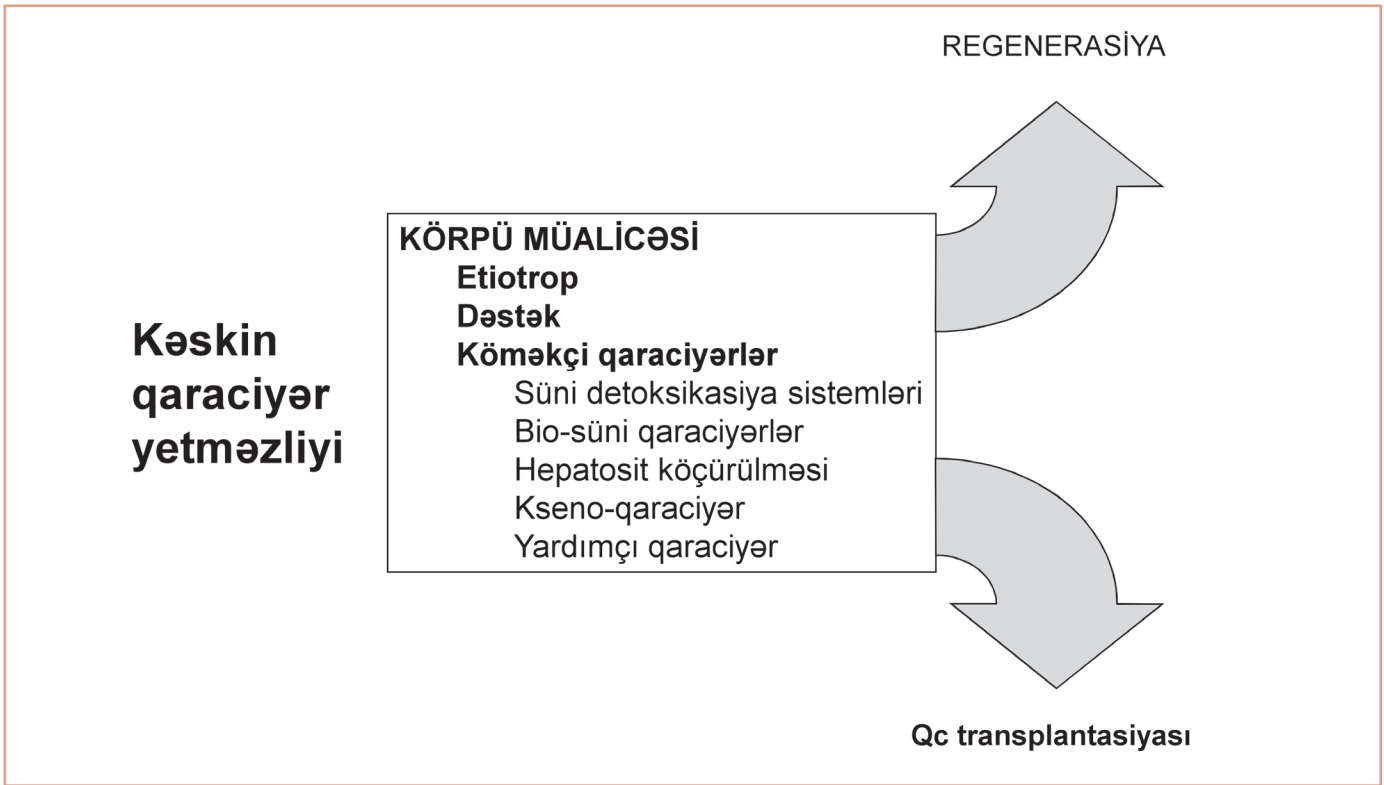 REGENERASİYA
Kəskin
qaraciyər
yetməzliyi
KÖRPÜ MÜALİCƏSİ
Etiotrop
Dəstək
Köməkçi qaraciyərlər
Süni detoksikasiya sistemləri
Bio-süni qaraciyərlər
Hepatosit köçürülməsi
Kseno-qaraciyər
Yardımçı qaraciyər
Qc transplantasiyası